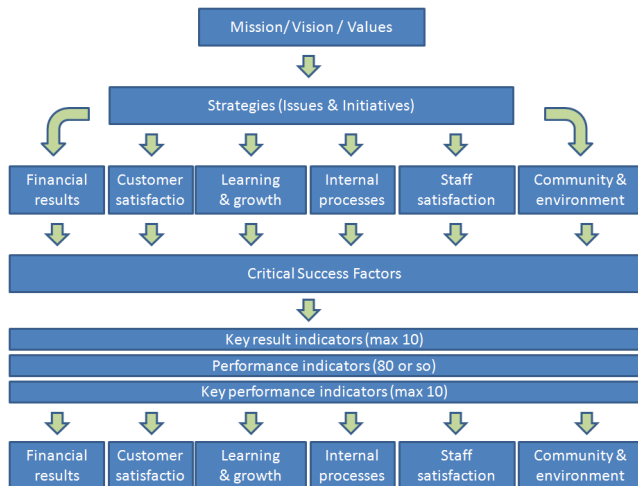 Mission/ Vision / Values
Strategies (Issues & Initiatives)
Financial
results
Customer
satisfactio
Learning
& growth
Internal
processes
Staff
satisfaction
Community &
environment
Critical Success Factors
Key result indicators (max 10)
Performance indicators (80 or so)
Key performance indicators (max 10)
Financial
results
Customer
satisfactio
Learning
& growth
Internal
processes
Staff
satisfaction
Community &
environment